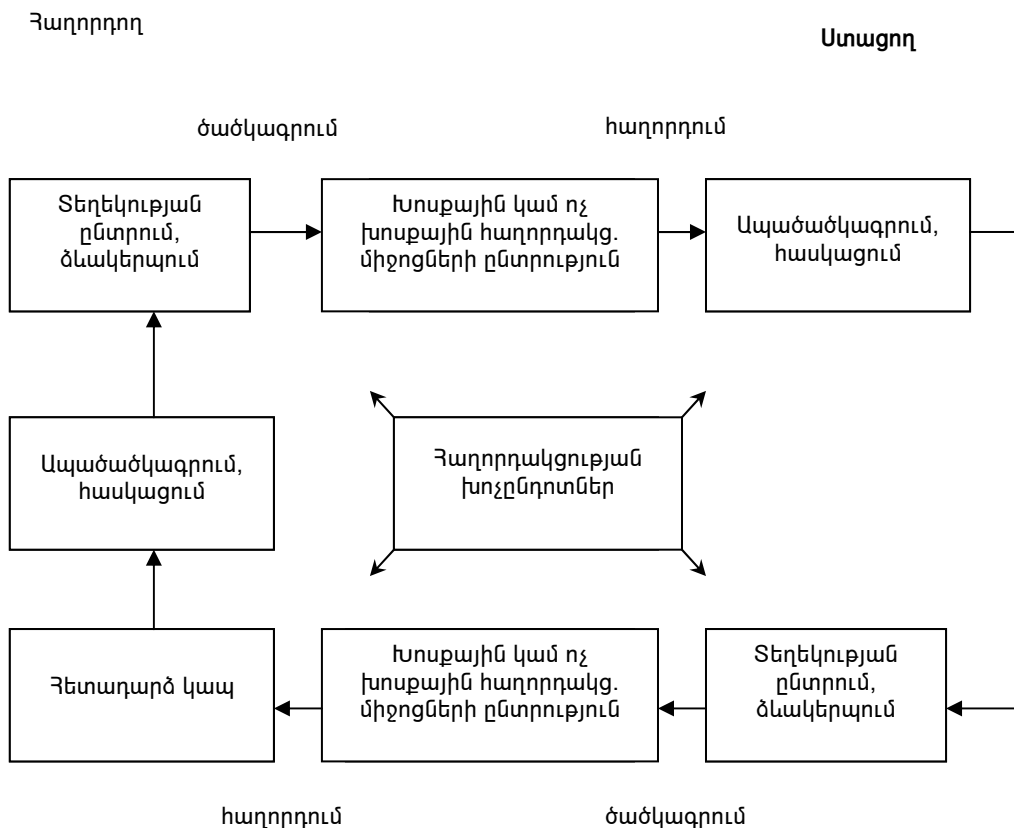 Հաղորդող
Ստացող
ծածկագրում
հաղորդում
Տեղեկության
ընտրում,
ձևակերպում
Խոսքային կամ ոչ
խոսքային հաղորդակց.
միջոցների ընտրություն
Ապածածկագրում,
հասկացում
Ապածածկագրում,
հասկացում
Հաղորդակցության
խոչընդոտներ
Հետադարձ կապ
Խոսքային կամ ոչ
խոսքային հաղորդակց.
միջոցների ընտրություն
Տեղեկության
ընտրում,
ձևակերպում
հաղորդում
ծածկագրում